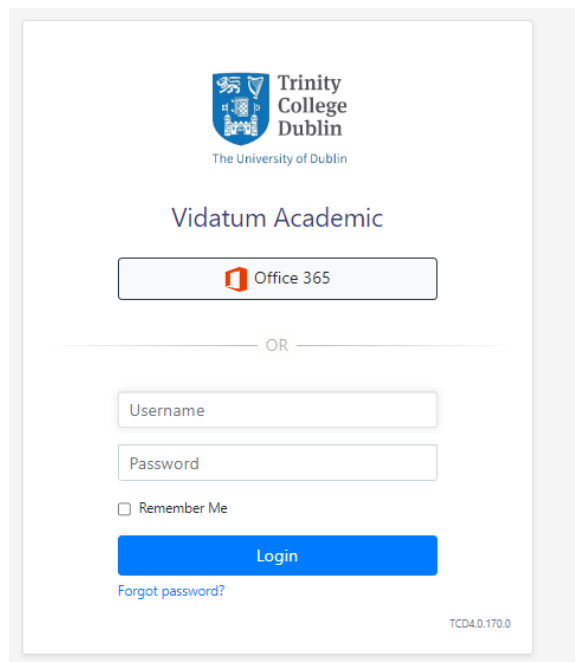 Trinity
College
Dublin
The University of Dublin
Vidatum Academic
Office 365
OR
Username
Password
Remember Me
Login
Forgot password?
TCD4.0.170.0